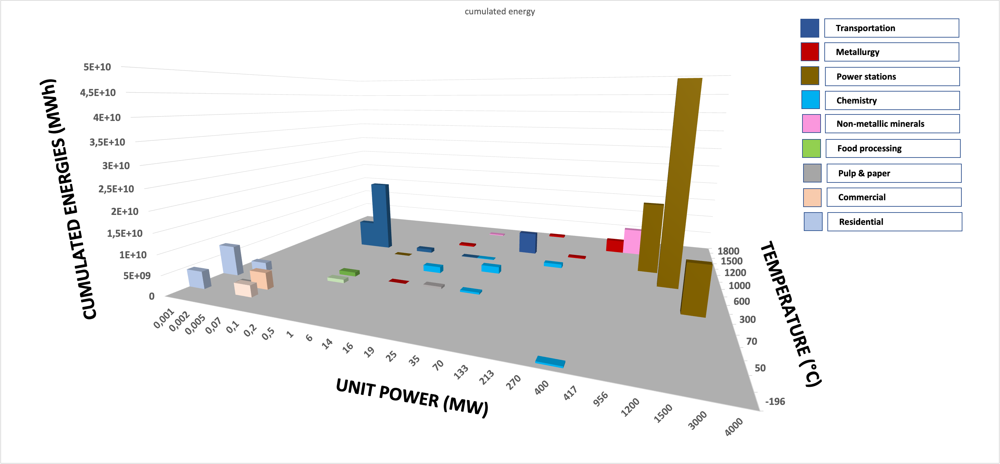 cumulated energy
CUMULATED ENERGIES (MWh)
5E+10
4,5E+10
4E+10
3,5E+10
3E+10
2,5E+10
2E+10
1,5E+10
1E+10
5E+09
0
0,001
0,002
0,005
0,07
0,1
0,2
0,5
1
6
14
16
19
25
35
70
133
213
270
400
417
956
1200
1500
3000
4000
UNIT POWER (MW)
1800
1500
1200
1000
600
300
70
50
-196
TEMPERATURE (°C)
Transportation
Metallurgy
Power stations
Chemistry
Non-metallic minerals
Food processing
Pulp & paper
Commercial
Residential